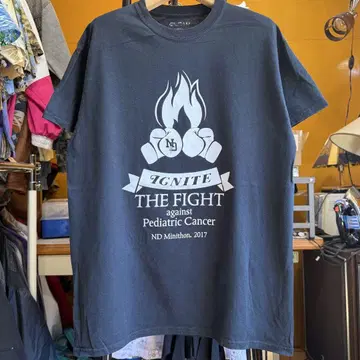 ND
IGNITE
THE FIGHT
against
Pediatric Cancer
ND Minithon, 2017